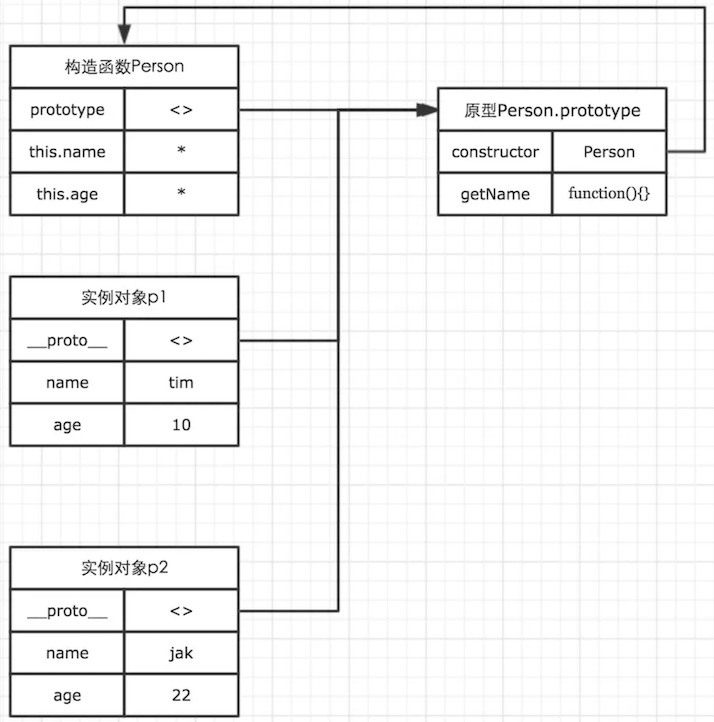 构造函数Person
prototype <>
this.name *
this.age *
原型Person.prototype
constructor Person
getName function(){}
实例对象p1
__proto__ <>
name tim
age 10
实例对象p2
__proto__ <>
name jak
age 22